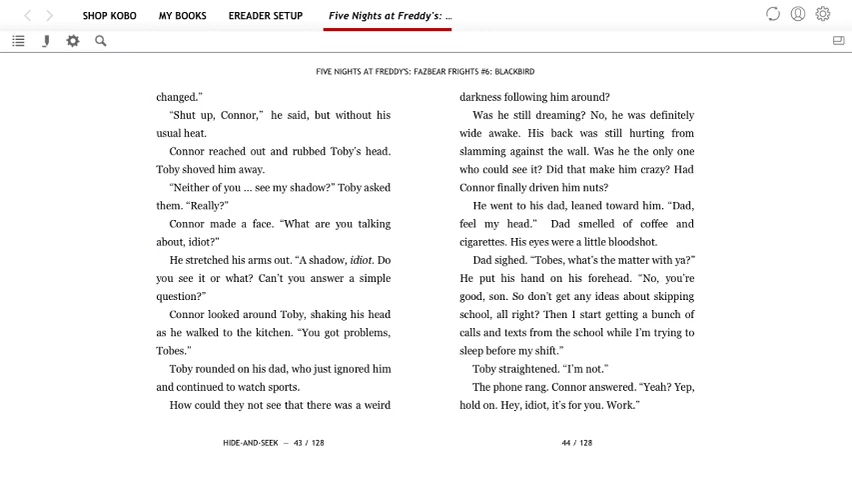 SHOP KOBO
MY BOOKS
EREADER SETUP
Five Nights at Freddy's: ...
FIVE NIGHTS AT FREDDY'S: FAZBEAR FRIGHTS #6: BLACKBIRD
changed.”
“Shut up, Connor,” he said, but without his
usual heat.
Connor reached out and rubbed Toby’s head.
Toby shoved him away.
“Neither of you ... see my shadow?” Toby asked
them. “Really?”
Connor made a face. “What are you talking
about, idiot?”
He stretched his arms out. “A shadow, idiot. Do
you see it or what? Can’t you answer a simple
question?”
Connor looked around Toby, shaking his head
as he walked to the kitchen. “You got problems,
Tobes.”
Toby rounded on his dad, who just ignored him
and continued to watch sports.
How could they not see that there was a weird
HIDE-AND-SEEK — 43 / 128
darkness following him around?
Was he still dreaming? No, he was definitely
wide awake. His back was still hurting from
slamming against the wall. Was he the only one
who could see it? Did that make him crazy? Had
Connor finally driven him nuts?
He went to his dad, leaned toward him. “Dad,
feel my head.” Dad smelled of coffee and
cigarettes. His eyes were a little bloodshot.
Dad sighed. “Tobes, what’s the matter with ya?”
He put his hand on his forehead. “No, you’re
good, son. So don’t get any ideas about skipping
school, all right? Then I start getting a bunch of
calls and texts from the school while I’m trying to
sleep before my shift.”
Toby straightened. “I’m not.”
The phone rang. Connor answered. “Yeah? Yep,
hold on. Hey, idiot, it’s for you. Work.”
44 / 128